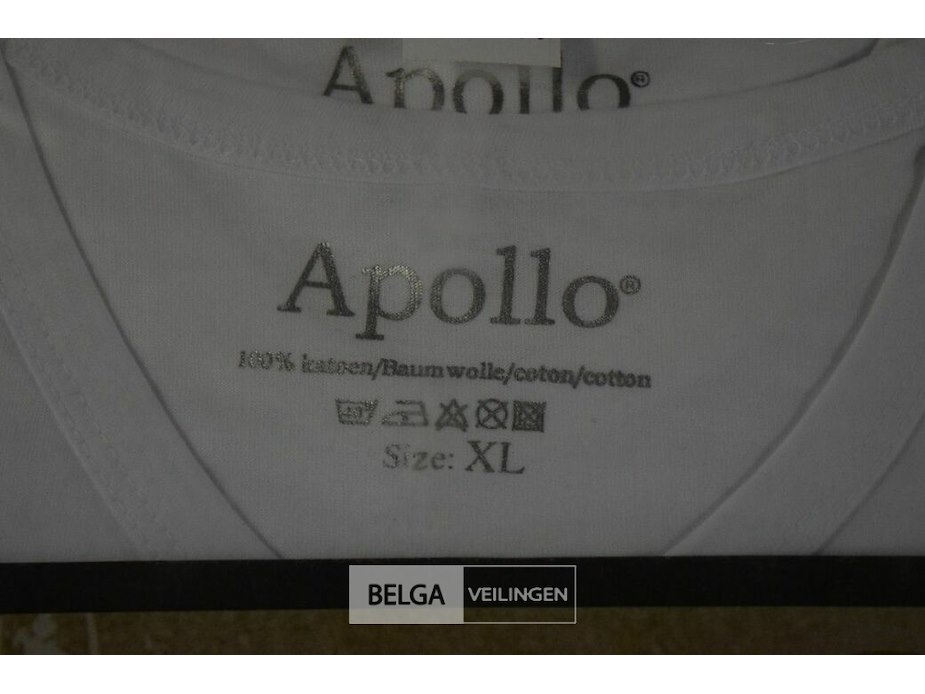 Apollo®
Apollo®
100% katoen/Baumwolle/coton/cotton
Size: XL
BELGA VEILINGEN